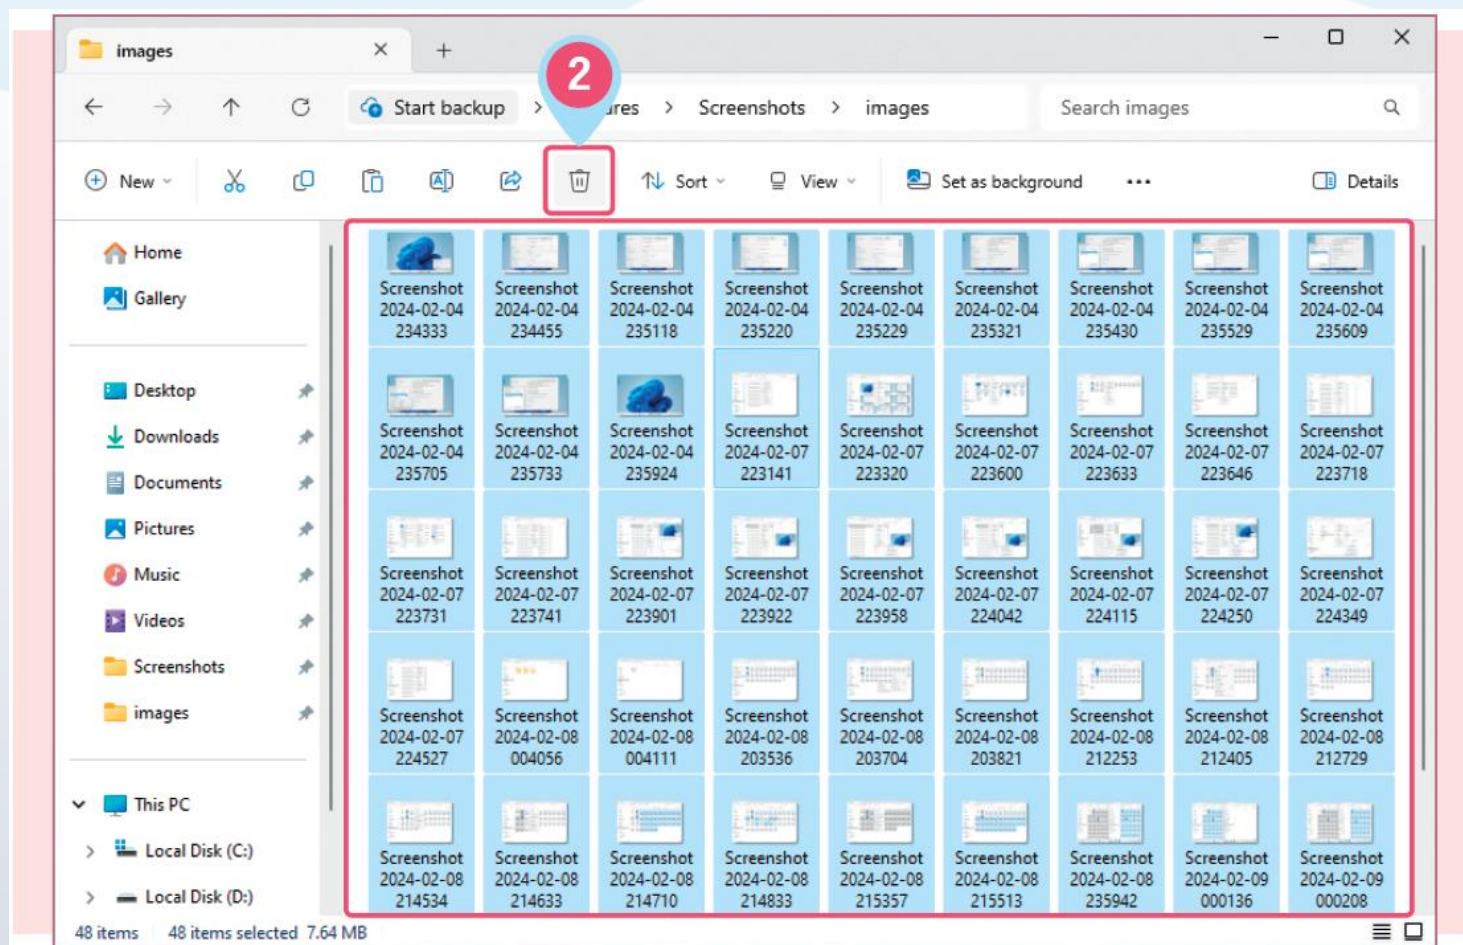 images
2
Start backup > ures > Screenshots > images
Search images
New
Sort
View
Set as background
...
Details
Home
Gallery
Desktop
Downloads
Documents
Pictures
Music
Videos
Screenshots
images
This PC
Local Disk (C:)
Local Disk (D:)
Screenshot
2024-02-04
234333
Screenshot
2024-02-04
234455
Screenshot
2024-02-04
235118
Screenshot
2024-02-04
235220
Screenshot
2024-02-04
235229
Screenshot
2024-02-04
235321
Screenshot
2024-02-04
235430
Screenshot
2024-02-04
235529
Screenshot
2024-02-04
235609
Screenshot
2024-02-04
235705
Screenshot
2024-02-04
235733
Screenshot
2024-02-04
235924
Screenshot
2024-02-07
223141
Screenshot
2024-02-07
223320
Screenshot
2024-02-07
223600
Screenshot
2024-02-07
223633
Screenshot
2024-02-07
223646
Screenshot
2024-02-07
223718
Screenshot
2024-02-07
223731
Screenshot
2024-02-07
223741
Screenshot
2024-02-07
223901
Screenshot
2024-02-07
223922
Screenshot
2024-02-07
223958
Screenshot
2024-02-07
224042
Screenshot
2024-02-07
224115
Screenshot
2024-02-07
224250
Screenshot
2024-02-07
224349
Screenshot
2024-02-07
224527
Screenshot
2024-02-08
004056
Screenshot
2024-02-08
004111
Screenshot
2024-02-08
203536
Screenshot
2024-02-08
203704
Screenshot
2024-02-08
203821
Screenshot
2024-02-08
212253
Screenshot
2024-02-08
212405
Screenshot
2024-02-08
212729
Screenshot
2024-02-08
214534
Screenshot
2024-02-08
214633
Screenshot
2024-02-08
214710
Screenshot
2024-02-08
214833
Screenshot
2024-02-08
215357
Screenshot
2024-02-08
215513
Screenshot
2024-02-08
235942
Screenshot
2024-02-09
000136
Screenshot
2024-02-09
000208
48 items
48 items selected 7.64 MB